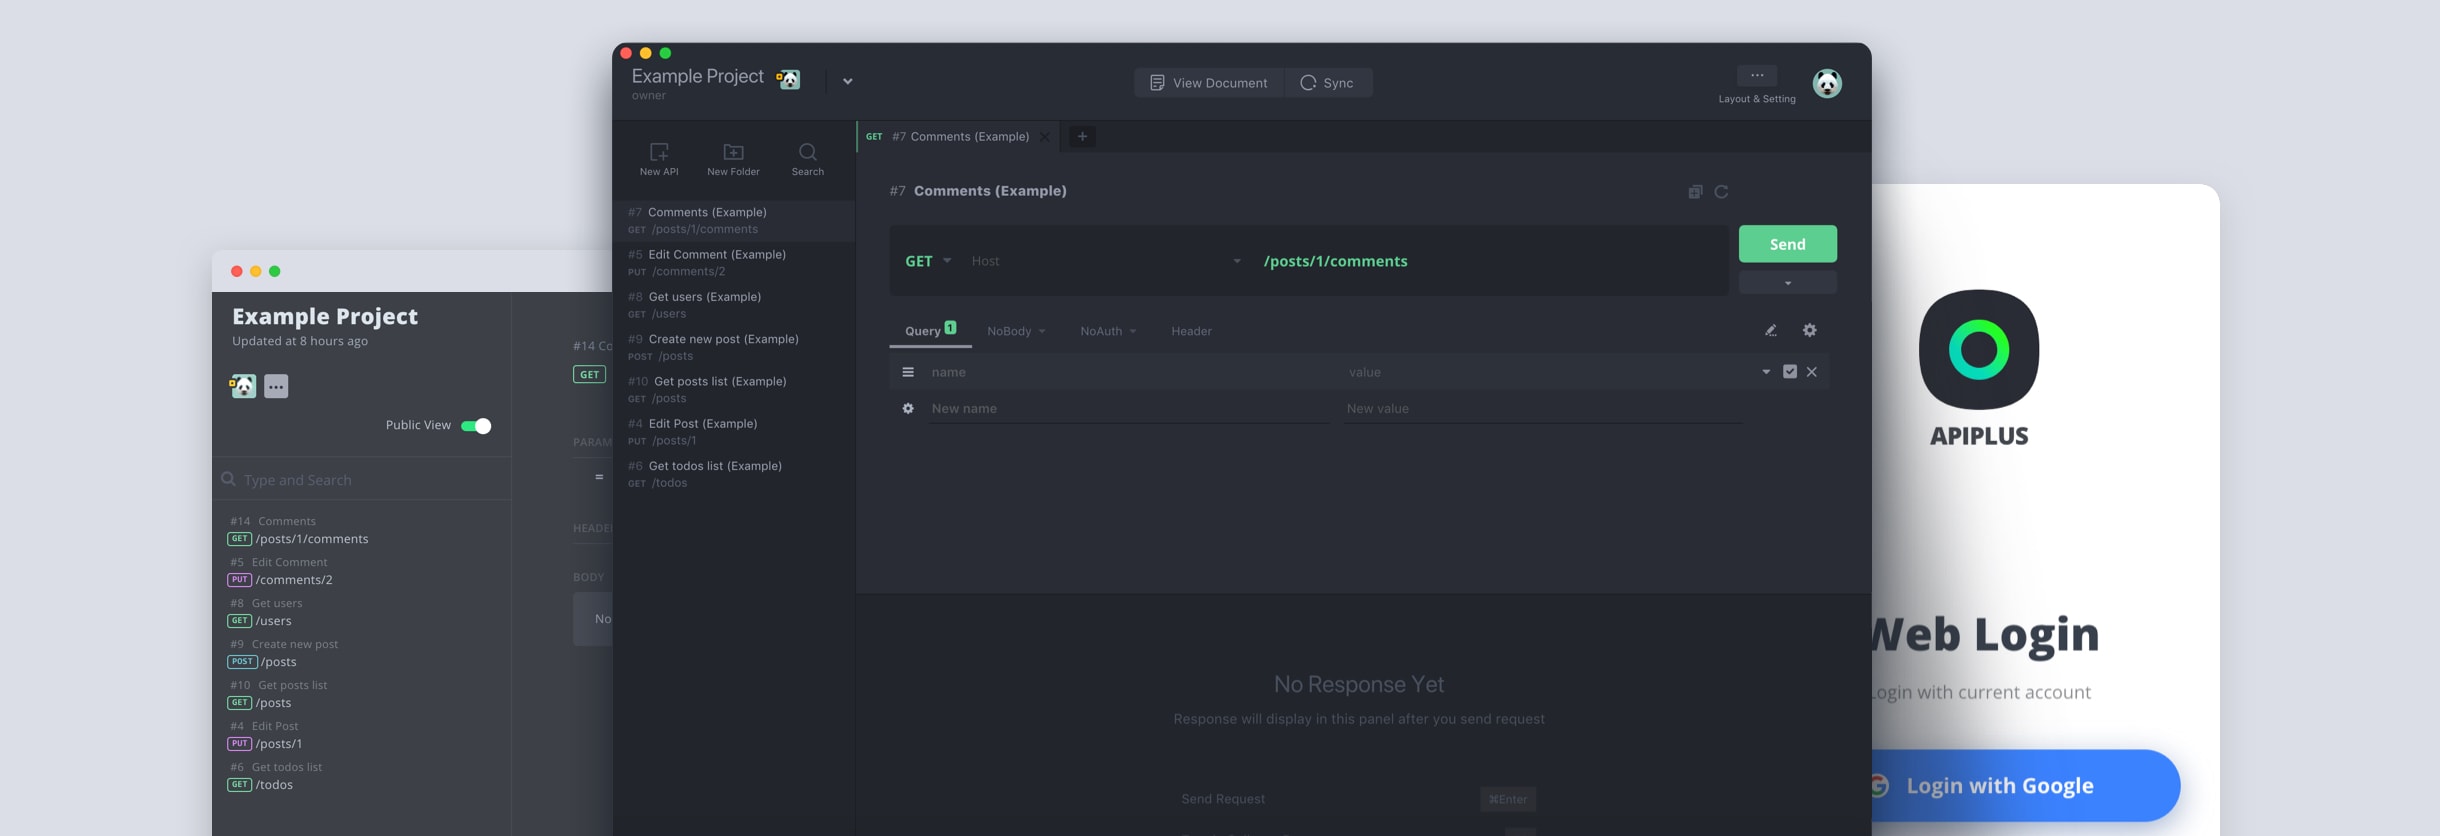 Example Project
Updated at 8 hours ago
Public View
Type and Search
#14 Comments
GET /posts/1/comments
#5 Edit Comment
PUT /comments/2
#8 Get users
GET /users
#9 Create new post
POST /posts
#10 Get posts list
GET /posts
#4 Edit Post
PUT /posts/1
#6 Get todos list
GET /todos
#14 Co
GET
PARAM
=
HEADE
BODY
No
Example Project
owner
View Document
Sync
Layout & Setting
New API
New Folder
Search
#7 Comments (Example)
GET /posts/1/comments
#5 Edit Comment (Example)
PUT /comments/2
#8 Get users (Example)
GET /users
#9 Create new post (Example)
POST /posts
#10 Get posts list (Example)
GET /posts
#4 Edit Post (Example)
PUT /posts/1
#6 Get todos list (Example)
GET /todos
GET #7 Comments (Example)
#7 Comments (Example)
GET Host /posts/1/comments
Send
Query 1 NoBody NoAuth Header
name value
New name New value
No Response Yet
Response will display in this panel after you send request
Send Request ⌘Enter
APIPLUS
Web Login
Login with current account
Login with Google